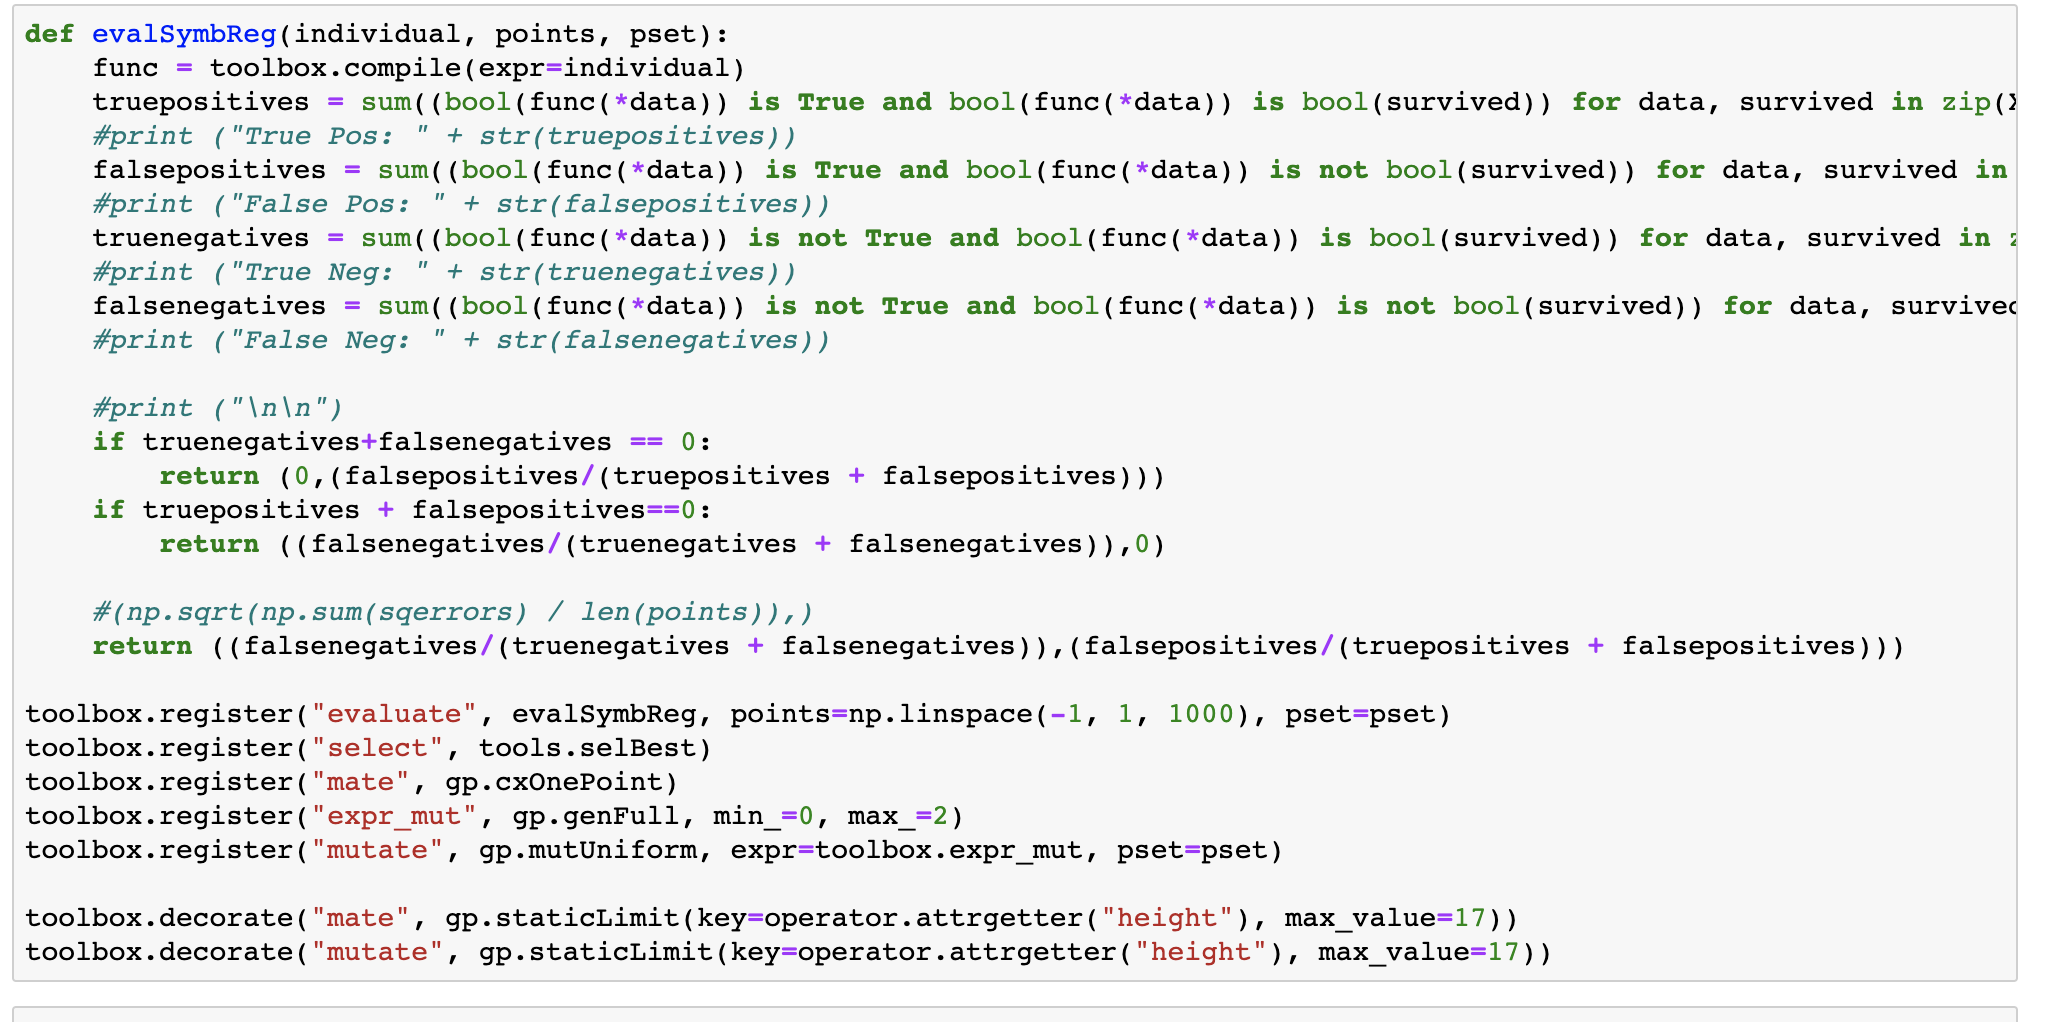 def evalSymbReg(individual, points, pset):
    func = toolbox.compile(expr=individual)
    truepositives = sum((bool(func(*data)) is True and bool(func(*data)) is bool(survived)) for data, survived in zip(
    #print ("True Pos: " + str(truepositives))
    falsepositives = sum((bool(func(*data)) is True and bool(func(*data)) is not bool(survived)) for data, survived in
    #print ("False Pos: " + str(falsepositives))
    truenegatives = sum((bool(func(*data)) is not True and bool(func(*data)) is bool(survived)) for data, survived in
    #print ("True Neg: " + str(truenegatives))
    falsenegatives = sum((bool(func(*data)) is not True and bool(func(*data)) is not bool(survived)) for data,
    #print ("False Neg: " + str(falsenegatives))
    #print ("\n\n")
    if truenegatives+falsenegatives == 0:
        return (0,(falsepositives/(truepositives + falsepositives)))
    if truepositives + falsepositives==0:
        return ((falsenegatives/(truenegatives + falsenegatives)),0)
    #(np.sqrt(np.sum(sqerrors) / len(points)),)
    return ((falsenegatives/(truenegatives + falsenegatives)),(falsepositives/(truepositives + falsepositives)))
toolbox.register("evaluate", evalSymbReg, points=np.linspace(-1, 1, 1000), pset=pset)
toolbox.register("select", tools.selBest)
toolbox.register("mate", gp.cxOnePoint)
toolbox.register("expr_mut", gp.genFull, min_=0, max_=2)
toolbox.register("mutate", gp.mutUniform, expr=toolbox.expr_mut, pset=pset)
toolbox.decorate("mate", gp.staticLimit(key=operator.attrgetter("height"), max_value=17))
toolbox.decorate("mutate", gp.staticLimit(key=operator.attrgetter("height"), max_value=17))